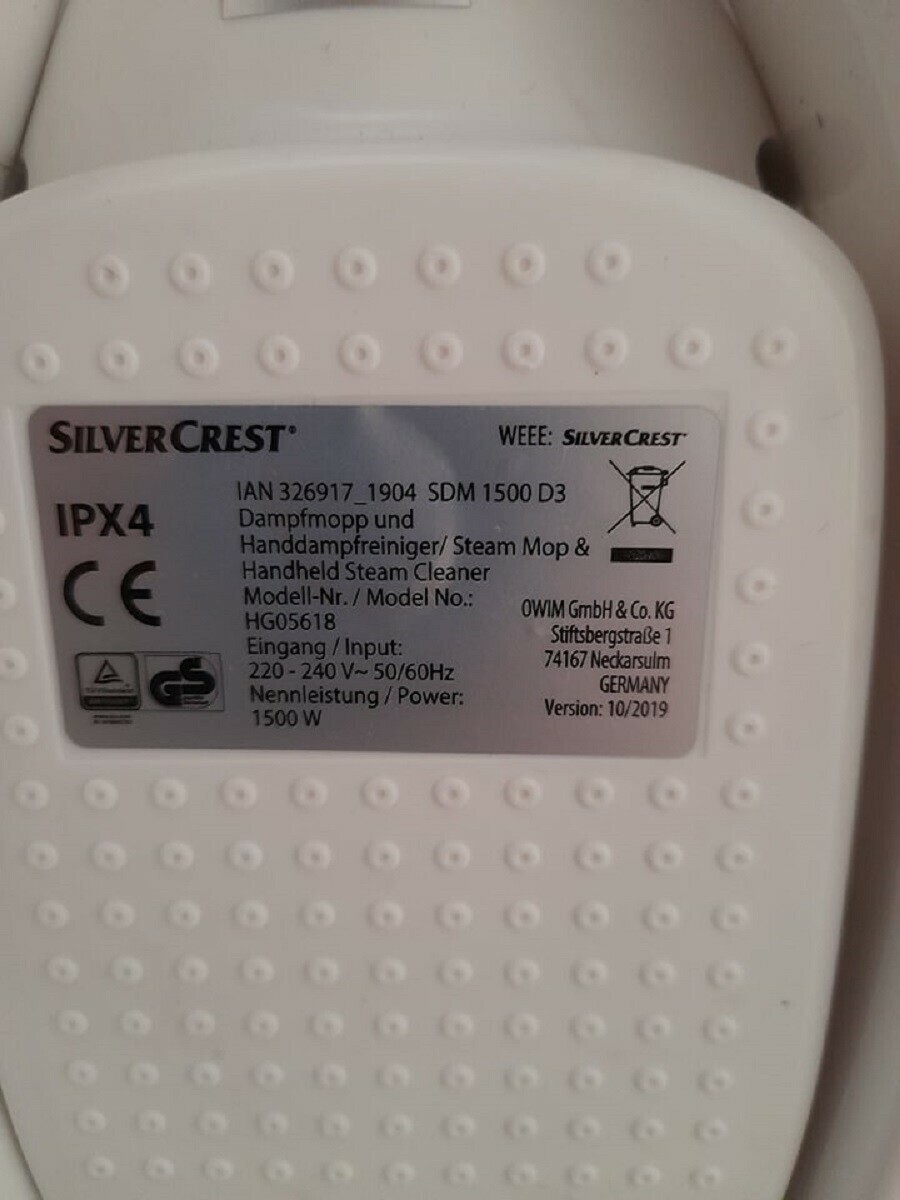 SILVERCREST®
WEEE: SILVERCREST®
IPX4
IAN 326917_1904 SDM 1500 D3
Dampfmopp und
Handdampfreiniger/ Steam Mop &
Handheld Steam Cleaner
Modell-Nr. / Model No.:
HG05618
Eingang / Input:
220 - 240 V~ 50/60Hz
Nennleistung / Power:
1500 W
CE
GS
OWIM GmbH & Co. KG
Stiftsbergstraße 1
74167 Neckarsulm
GERMANY
Version: 10/2019